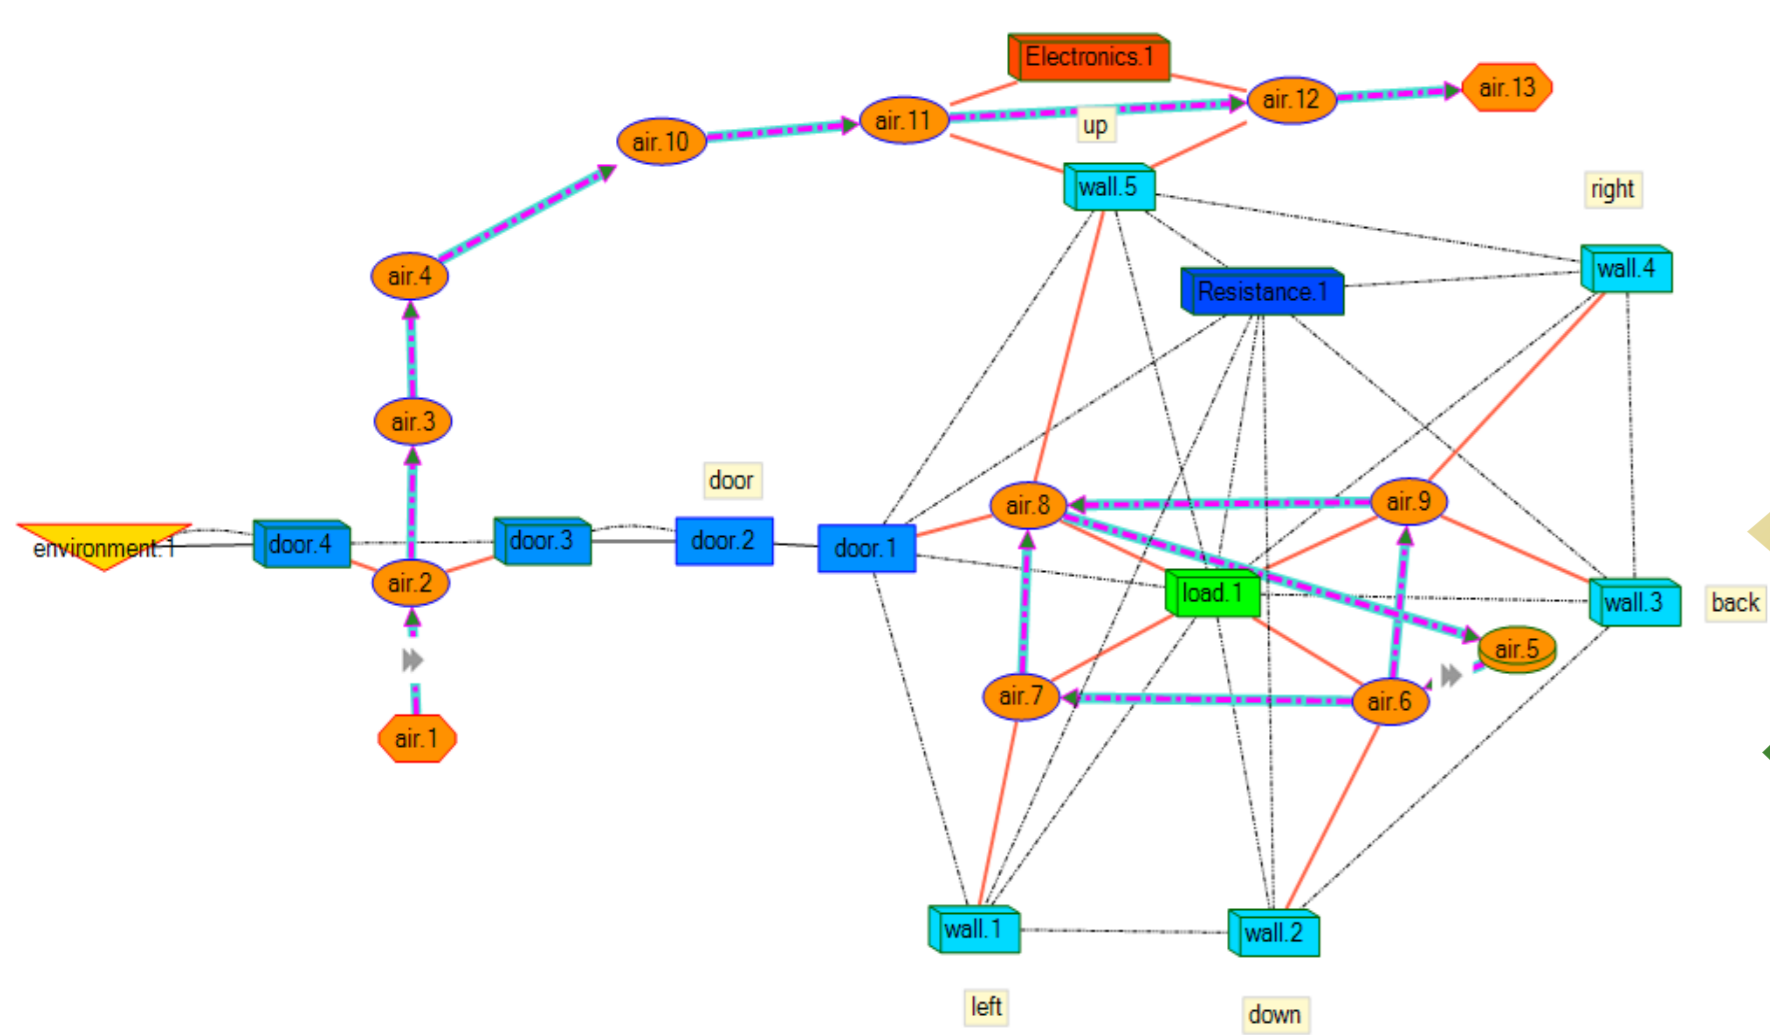 Electronics.1
air.13
air.12
air.11
up
air.10
wall.5
right
air.4
wall.4
Resistance.1
air.3
door
air.9
air.8
environment.1
door.4
door.3
door.2
door.1
air.2
load.1
wall.3
back
air.5
air.7
air.6
air.1
wall.1
wall.2
left
down